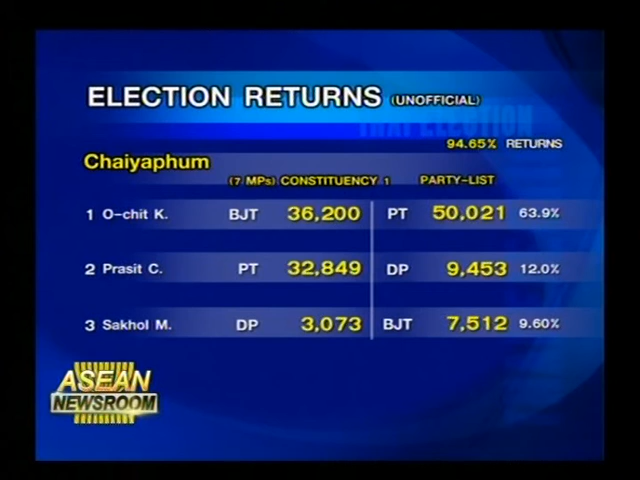 ELECTION RETURNS (UNOFFICIAL)
THAI ELECTION
94.65% RETURNS
Chaiyaphum
(7 MPs) CONSTITUENCY 1 PARTY-LIST
1 O-chit K. BJT 36,200 PT 50,021 63.9%
2 Prasit C. PT 32,849 DP 9,453 12.0%
3 Sakhol M. DP 3,073 BJT 7,512 9.60%
ASEAN
NEWSROOM